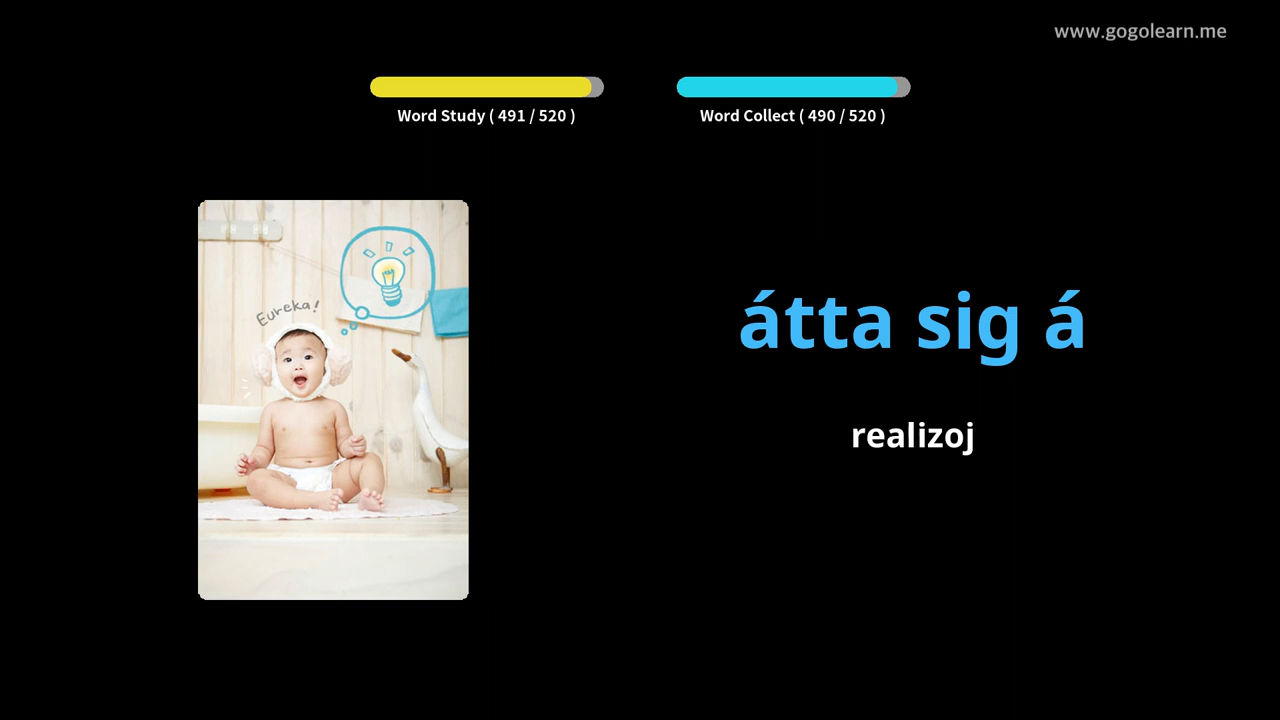 www.gogolearn.me
Word Study ( 491 / 520 )
Word Collect ( 490 / 520 )
Eureka!
átta sig á
realizoj